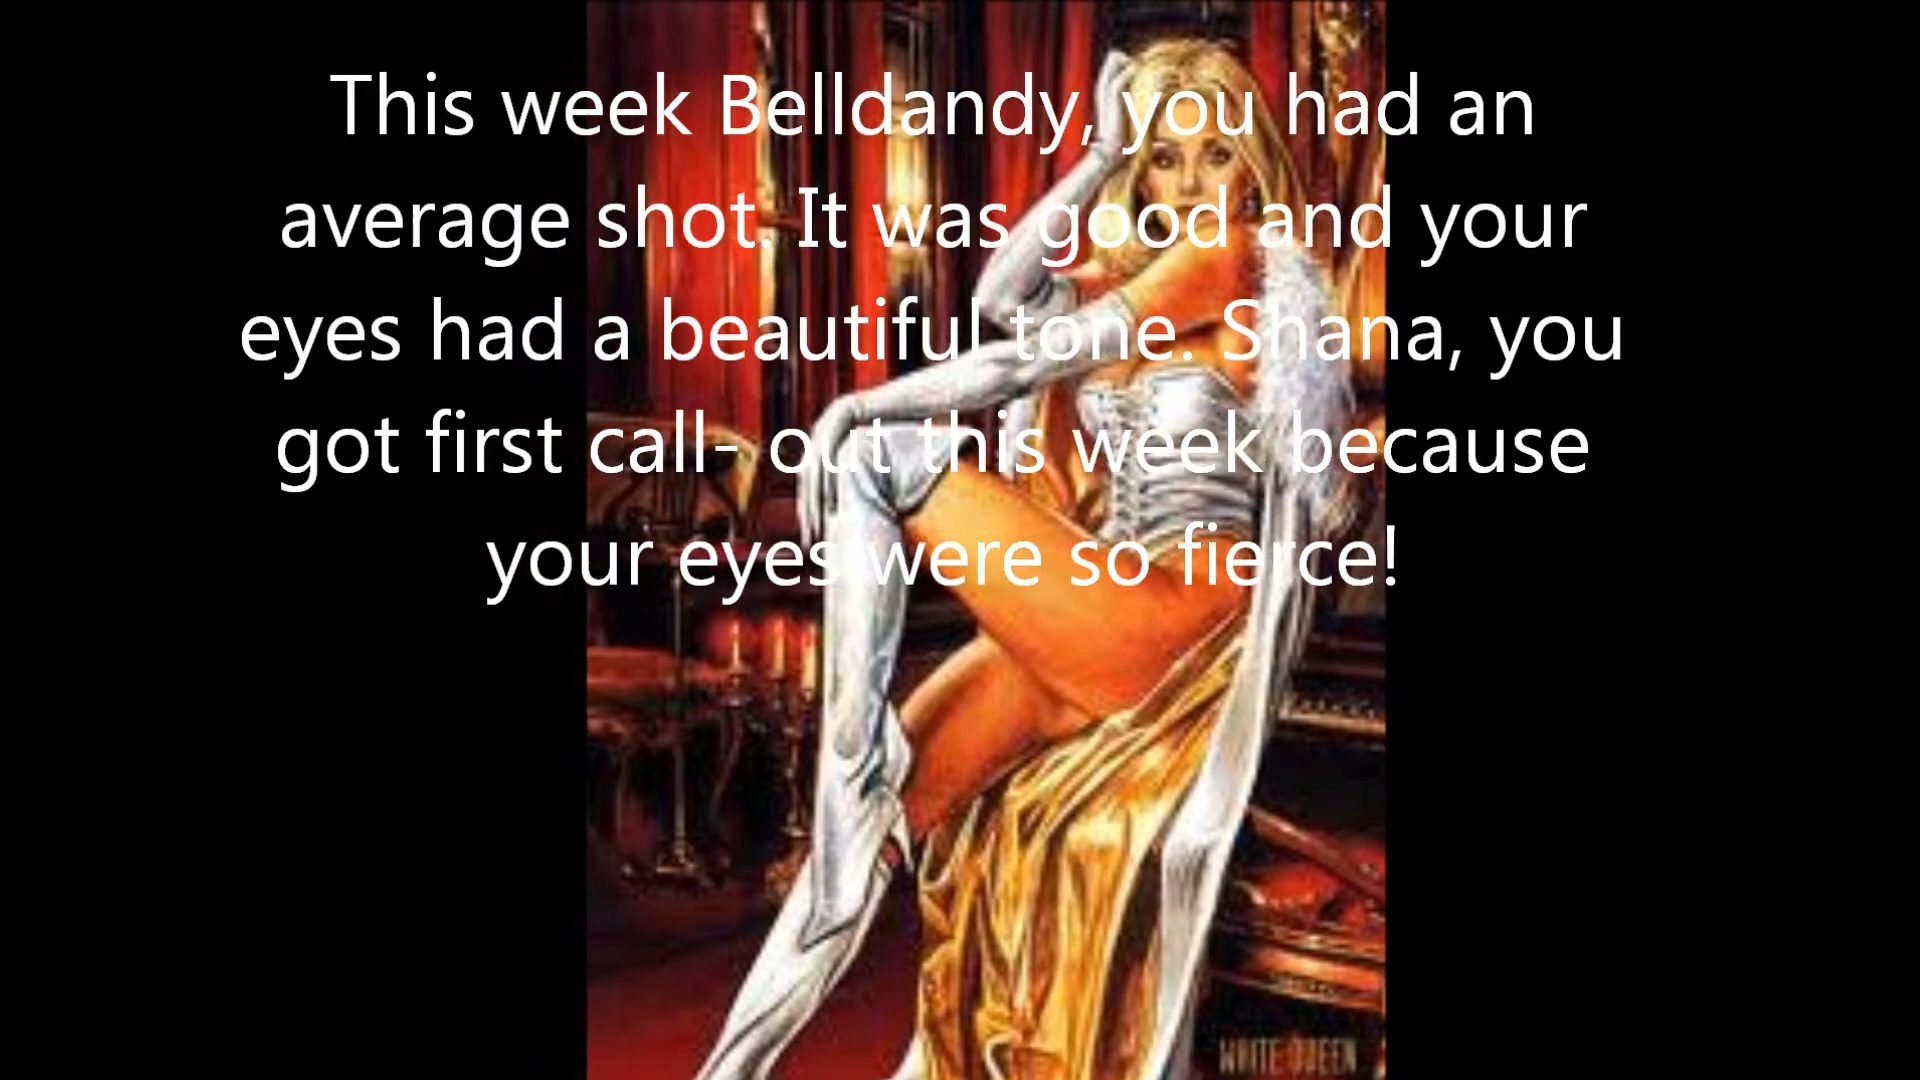 This week Belldandy, you had an
average shot. It was good and your
eyes had a beautiful tone. Shana, you
got first call- out this week because
your eyes were so fierce!
WHITE QUEEN